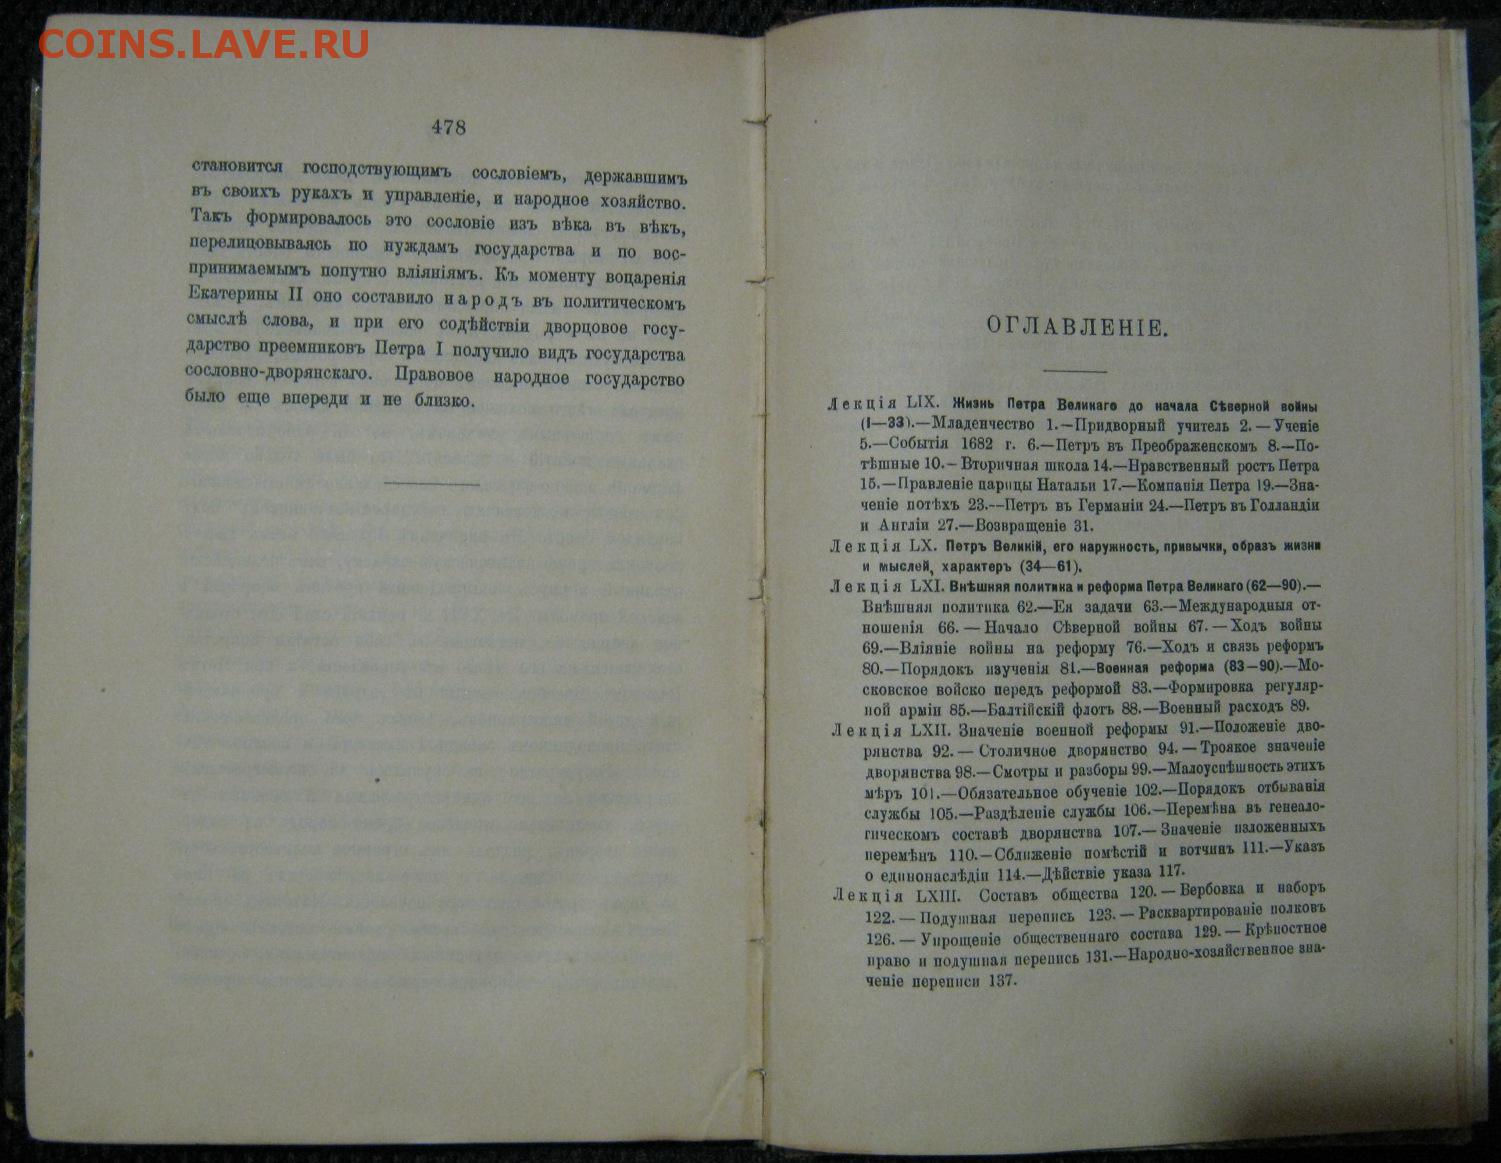 COINS.LAVE.RU
478
становится господствующимъ сословіемъ, державшимъ
въ своихъ рукахъ и управленіе, и народное хозяйство.
Такъ формировалось это сословіе изъ вѣка въ вѣкъ,
перелицовываясь по нуждамъ государства и по вос-
принимаемымъ попутно вліяніямъ. Къ моменту воцаренія
Екатерины II оно составило народъ въ политическомъ
смыслѣ слова, и при его содѣйствіи дворцовое госу-
дарство преемниковъ Петра I получило видъ государства
сословно-дворянскаго. Правовое народное государство
было еще впереди и не близко.
ОГЛАВЛЕНІЕ.
Лекція LIX. Жизнь Петра Великаго до начала Сѣверной войны
(I—33).—Младенчество 1.—Придворный учитель 2.—Ученіе
5.—Событія 1682 г. 6.—Петръ въ Преображенскомъ 8.—По-
тѣшные 10.—Вторичная школа 14.—Нравственный ростъ Петра
15.—Правленіе царицы Натальи 17.—Компанія Петра 19.—Зна-
ченіе потѣхъ 23.—Петръ въ Германіи 24.—Петръ въ Голландіи
и Англіи 27.—Возвращеніе 31.
Лекція LX. Петръ Великій, его наружность, привычки, образъ жизни
и мыслей, характеръ (34—61).
Лекція LXI. Внѣшняя политика и реформа Петра Великаго (62—90).—
Внѣшняя политика 62.—Ея задачи 63.—Международныя от-
ношенія 66.—Начало Сѣверной войны 67.—Ходъ войны
69.—Вліяніе войны на реформу 76.—Ходъ и связь реформъ
80.—Порядокъ изученія 81.—Военная реформа (83—90).—Мо-
сковское войско передъ реформой 83.—Формировка регуляр-
ной арміи 85.—Балтійскій флотъ 88.—Военный расходъ 89.
Лекція LXII. Значеніе военной реформы 91.—Положеніе дво-
рянства 92.—Столичное дворянство 94.—Троякое значеніе
дворянства 98.—Смотры и разборы 99.—Малоуспѣшность этихъ
мѣръ 101.—Обязательное обученіе 102.—Порядокъ отбыванія
службы 105.—Раздѣленіе службы 106.—Перемѣна въ генеало-
гическомъ составѣ дворянства 107.—Значеніе изложенныхъ
перемѣнъ 110.—Сближеніе помѣстій и вотчинъ 111.—Указъ
о единонаслѣдіи 114.—Дѣйствіе указа 117.
Лекція LXIII. Составъ общества 120.—Вербовка и наборъ
122.—Подушная перепись 123.—Расквартированіе полковъ
126.—Упрощеніе общественнаго состава 129.—Крѣпостное
право и подушная перепись 131.—Народно-хозяйственное зна-
ченіе переписи 137.